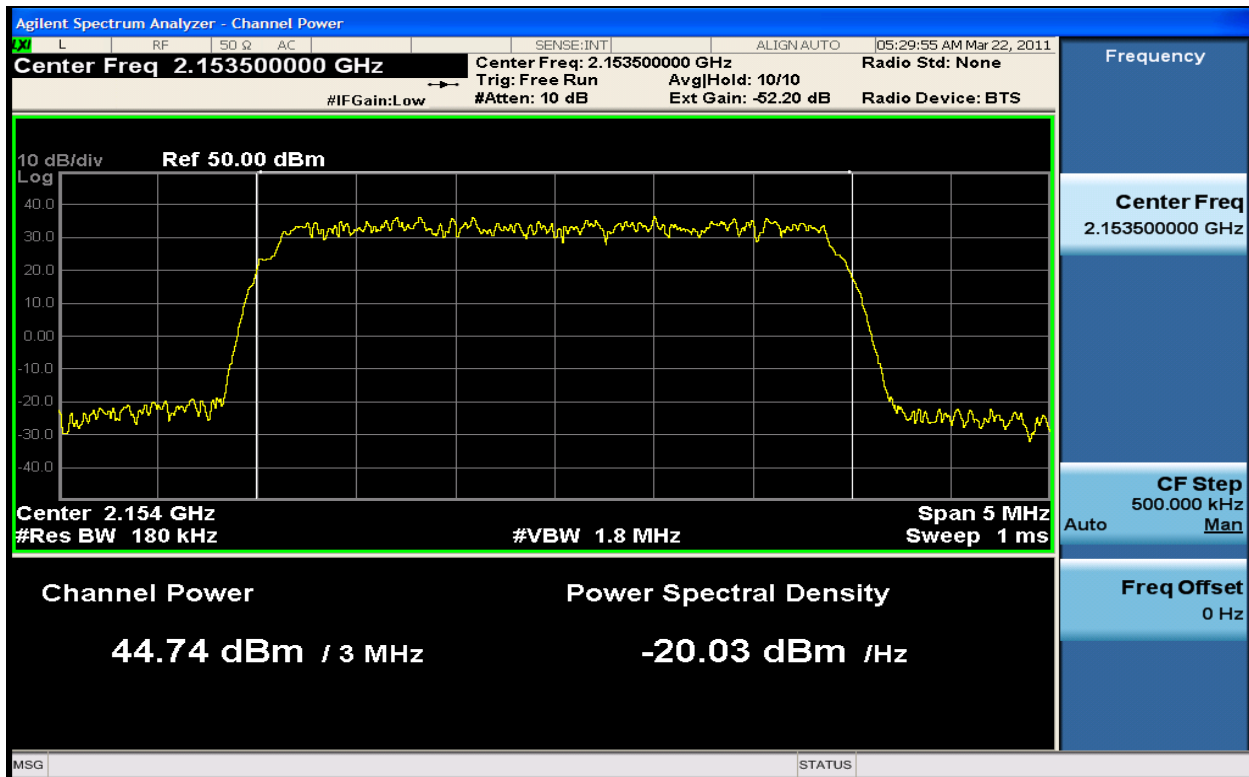 Agilent Spectrum Analyzer - Channel Power
LXI L RF 50 Ω AC SENSE:INT ALIGN AUTO 05:29:55 AM Mar 22, 2011
Center Freq 2.153500000 GHz
Center Freq: 2.153500000 GHz Radio Std: None
Trig: Free Run Avg|Hold: 10/10
#IFGain:Low #Atten: 10 dB Ext Gain: -52.20 dB Radio Device: BTS
10 dB/div Ref 50.00 dBm
Log
40.0
30.0
20.0
10.0
0.00
-10.0
-20.0
-30.0
-40.0
Center 2.154 GHz Span 5 MHz
#Res BW 180 kHz #VBW 1.8 MHz Sweep 1 ms
Channel Power Power Spectral Density
44.74 dBm / 3 MHz -20.03 dBm /Hz
Frequency
Center Freq
2.153500000 GHz
CF Step
500.000 kHz
Auto Man
Freq Offset
0 Hz
MSG STATUS